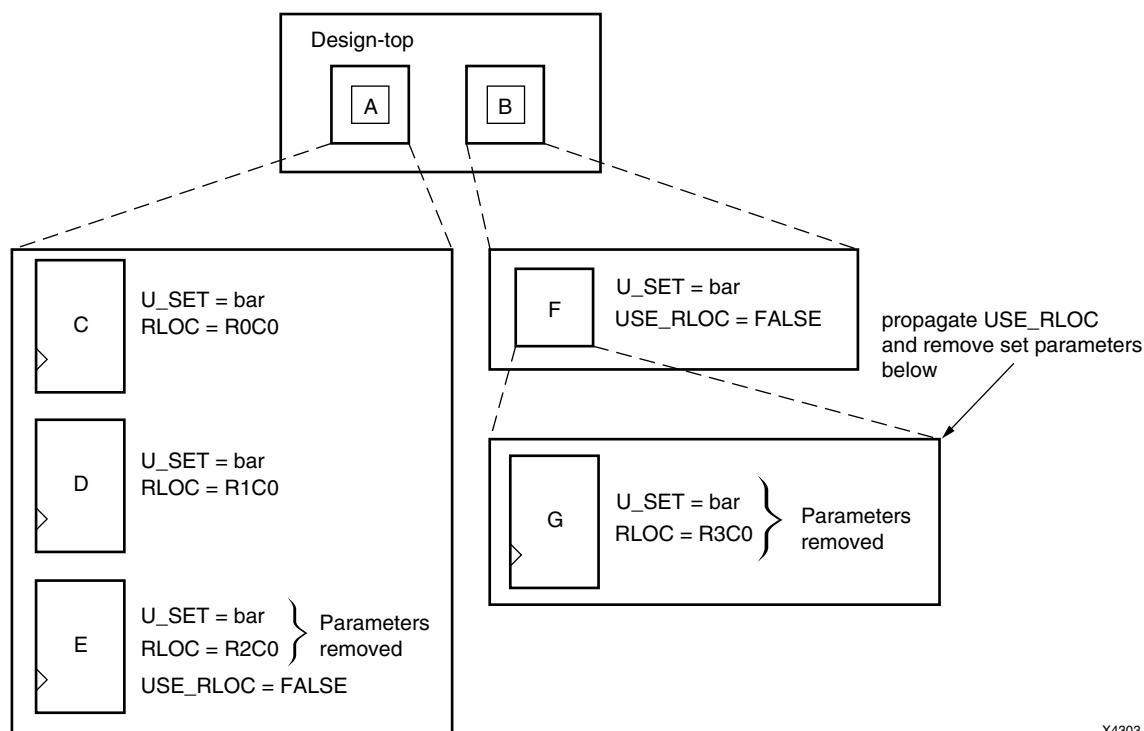 Design-top
A
B
C
U_SET = bar
RLOC = R0C0
D
U_SET = bar
RLOC = R1C0
E
U_SET = bar
RLOC = R2C0
Parameters
removed
USE_RLOC = FALSE
F
U_SET = bar
USE_RLOC = FALSE
propagate USE_RLOC
and remove set parameters
below
G
U_SET = bar
RLOC = R3C0
Parameters
removed
X4303